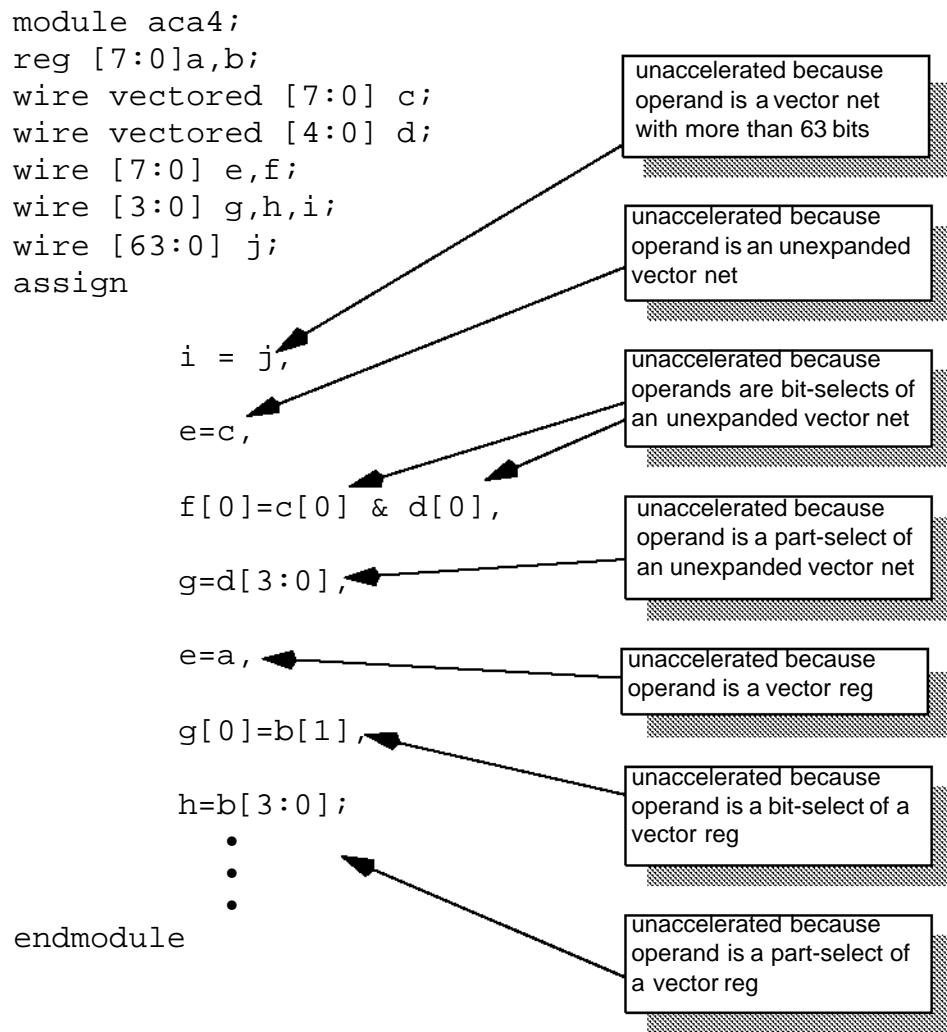 module aca4;
reg [7:0]a,b;
wire vectored [7:0] c;
wire vectored [4:0] d;
wire [7:0] e,f;
wire [3:0] g,h,i;
wire [63:0] j;
assign
i = j,
e=c,
f[0]=c[0] & d[0],
g=d[3:0],
e=a,
g[0]=b[1],
h=b[3:0];
•
•
•
endmodule
unaccelerated because
operand is a vector net
with more than 63 bits
unaccelerated because
operand is an unexpanded
vector net
unaccelerated because
operands are bit-selects of
an unexpanded vector net
unaccelerated because
operand is a part-select of
an unexpanded vector net
unaccelerated because
operand is a vector reg
unaccelerated because
operand is a bit-select of a
vector reg
unaccelerated because
operand is a part-select of
a vector reg